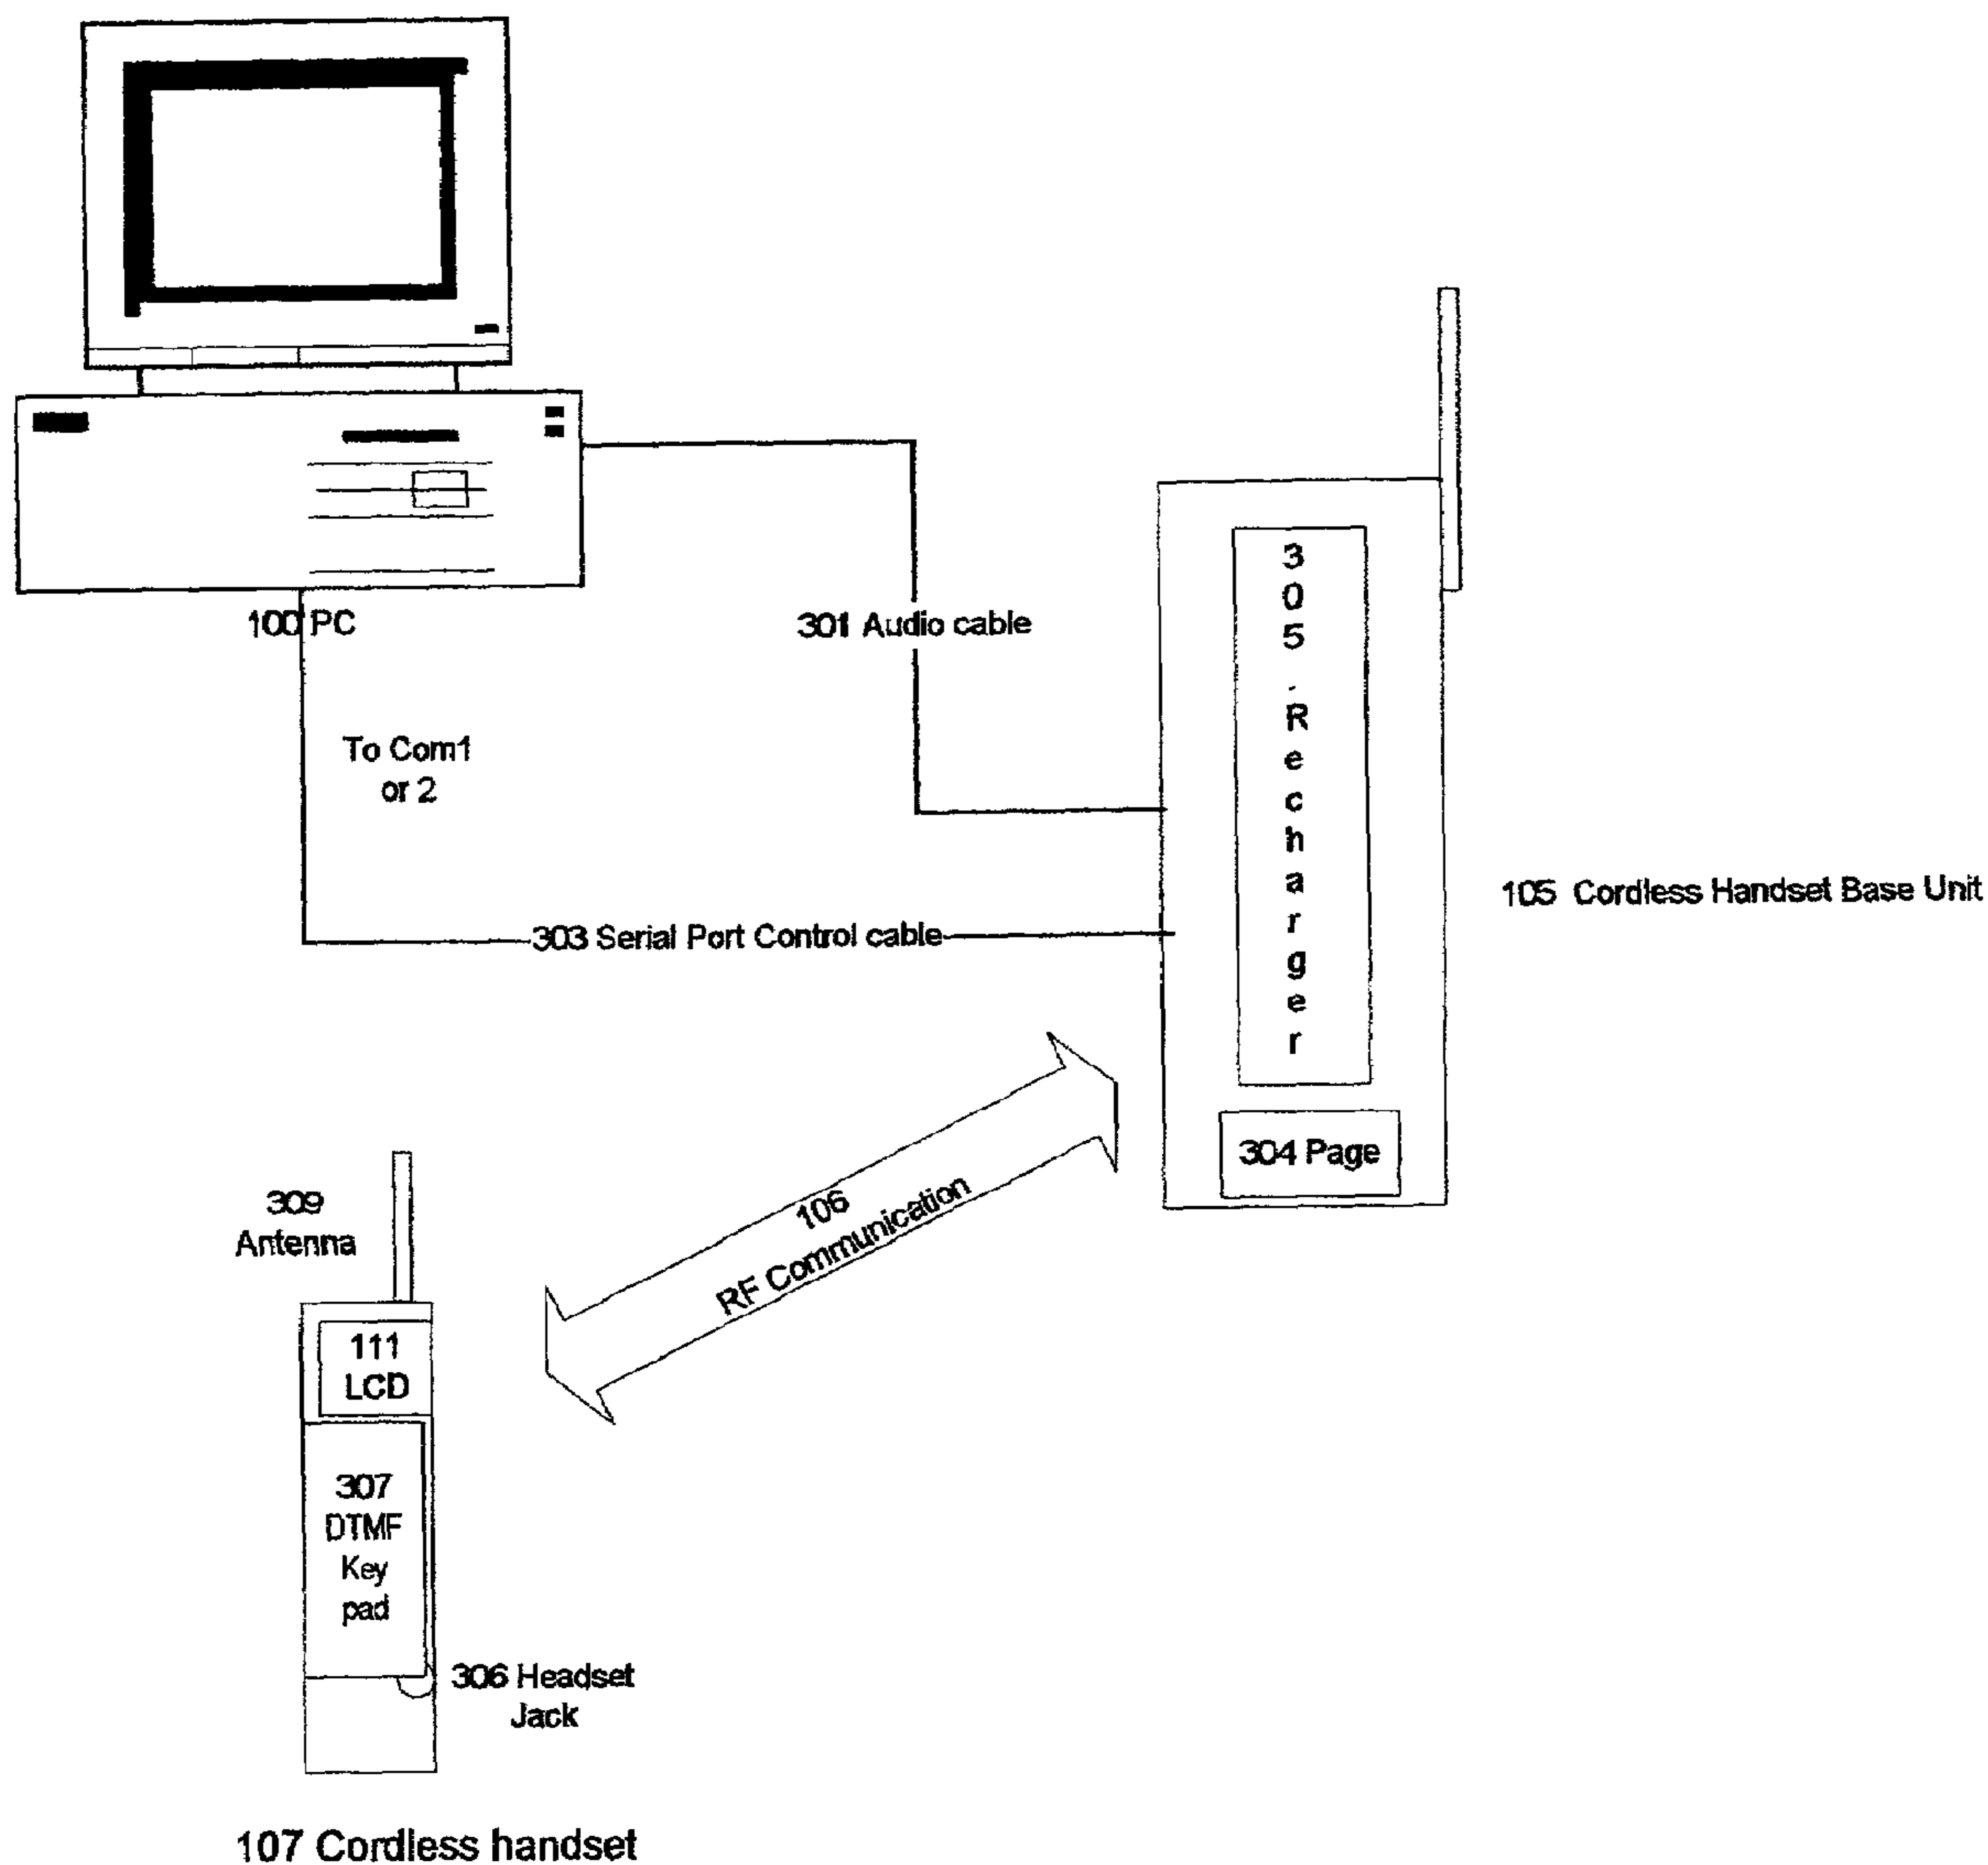 100 PC
301 Audio cable
To Com1
or 2
303 Serial Port Control cable
305 . Recharger
304 Page
105 Cordless Handset Base Unit
106
RF Communication
309
Antenna
111
LCD
307
DTMF
Key
pad
306 Headset
Jack
107 Cordless handset